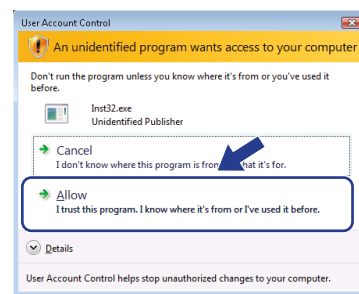 User Account Control
An unidentified program wants access to your computer
Don't run the program unless you know where it's from or you've used it
before.
Inst32.exe
Unidentified Publisher
Cancel
I don't know where this program is from hat it's for.
Allow
I trust this program. I know where it's from or I've used it before.
Details
User Account Control helps stop unauthorized changes to your computer.